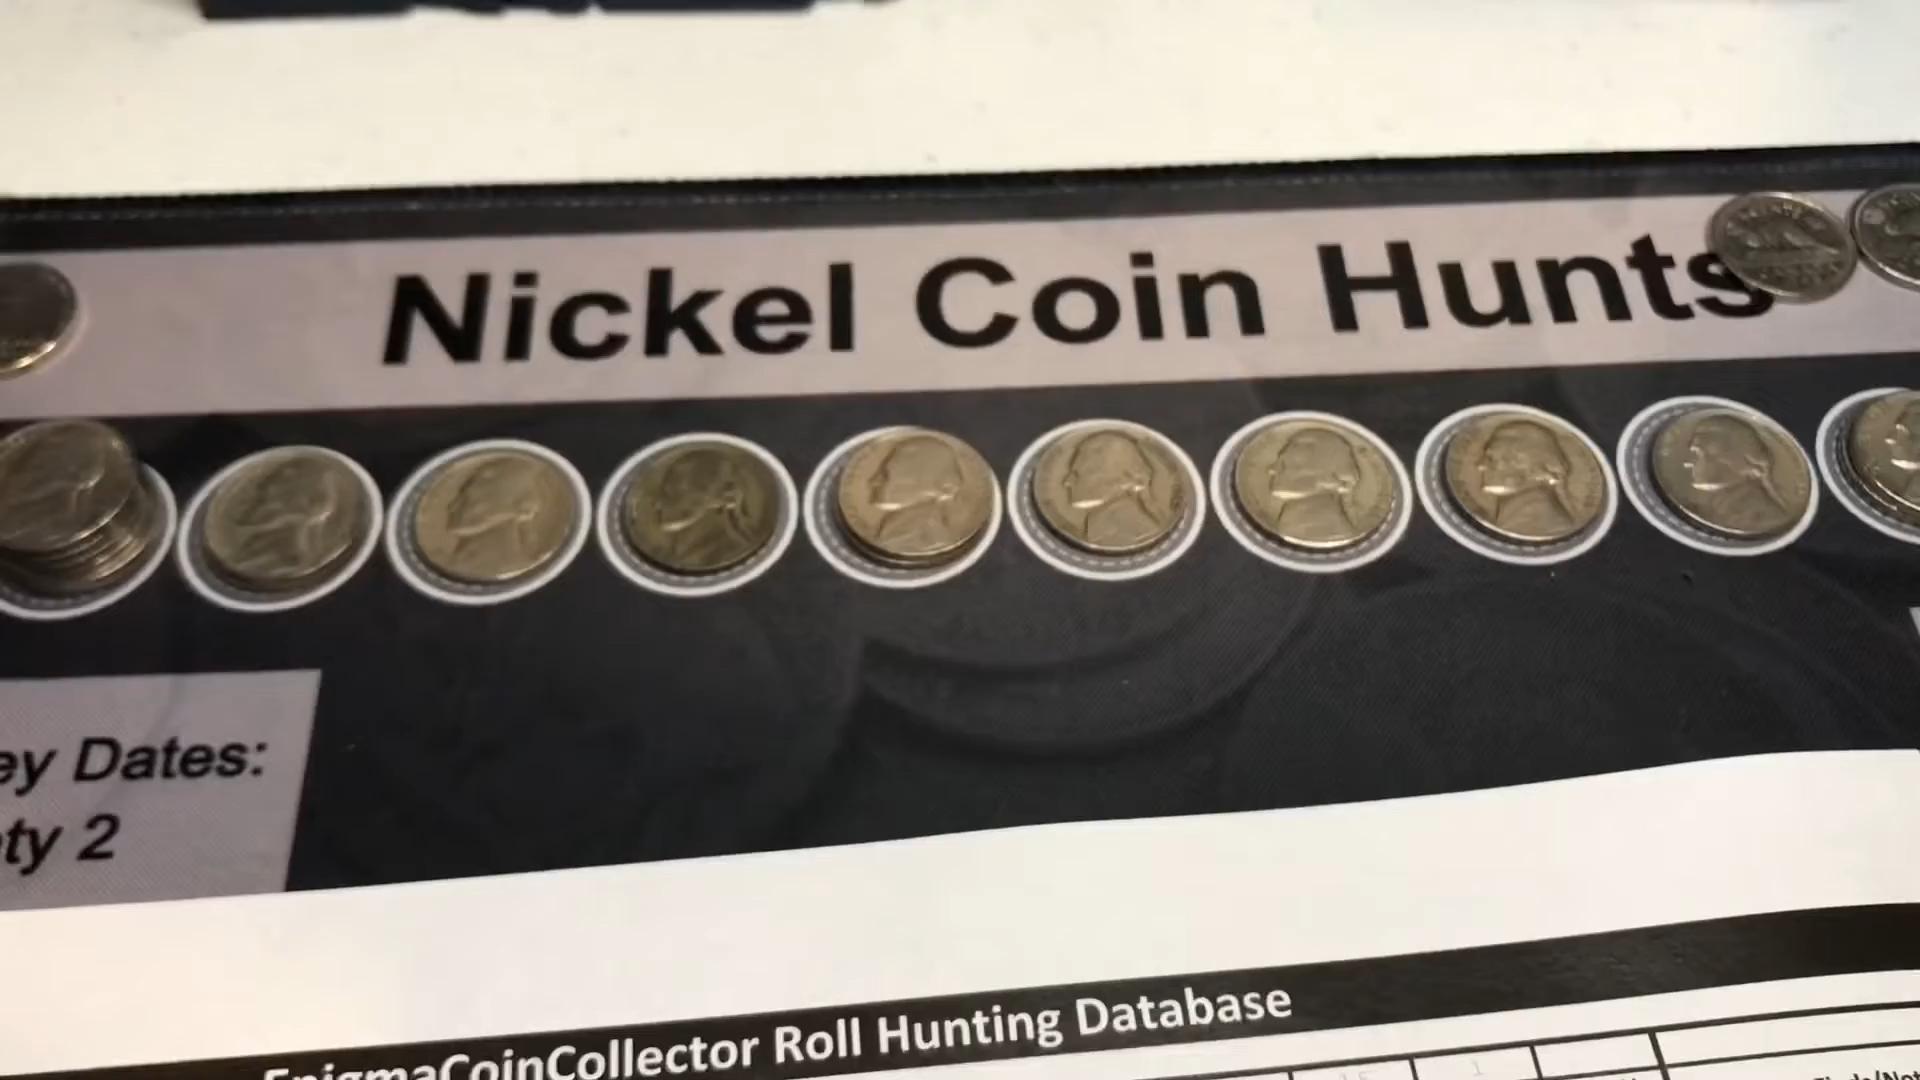 Nickel Coin Hunts
ey Dates:
ty 2
EnigmaCoinCollector Roll Hunting Database